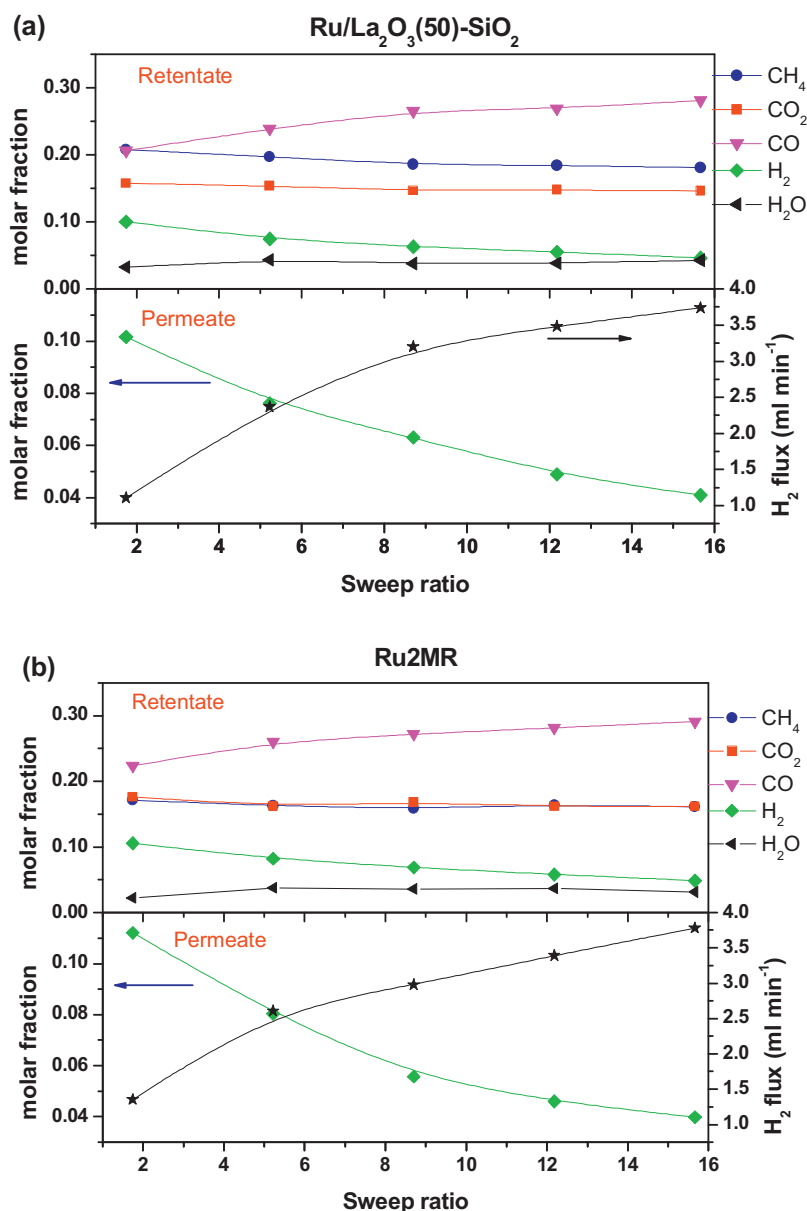 (a)
Ru/La₂O₃(50)-SiO₂
Retentate
CH₄
CO₂
CO
H₂
H₂O
molar fraction
0.30
0.20
0.10
0.00
Permeate
molar fraction
0.10
0.08
0.06
0.04
4.0
3.5
3.0
2.5
2.0
1.5
1.0
H₂ flux (ml min⁻¹)
2 4 6 8 10 12 14 16
Sweep ratio
(b)
Ru2MR
Retentate
CH₄
CO₂
CO
H₂
H₂O
molar fraction
0.30
0.20
0.10
0.00
Permeate
molar fraction
0.10
0.08
0.06
0.04
4.0
3.5
3.0
2.5
2.0
1.5
1.0
H₂ flux (ml min⁻¹)
2 4 6 8 10 12 14 16
Sweep ratio